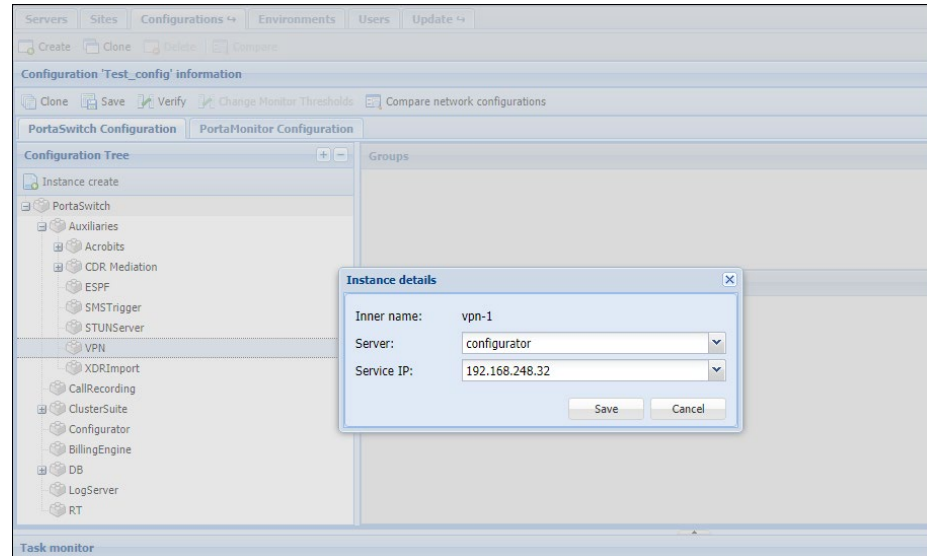 Servers Sites Configurations ↪ Environments Users Update ↪
Create Clone Delete Compare
Configuration 'Test_config' information
Clone Save Verify Change Monitor Thresholds Compare network configurations
PortaSwitch Configuration PortaMonitor Configuration
Configuration Tree + − Groups
Instance create
PortaSwitch
Auxiliaries
Acrobits
CDR Mediation
ESPF
SMSTrigger
STUNServer
VPN
XDRImport
CallRecording
ClusterSuite
Configurator
BillingEngine
DB
LogServer
RT
Instance details
Inner name: vpn-1
Server: configurator
Service IP: 192.168.248.32
Save Cancel
Task monitor